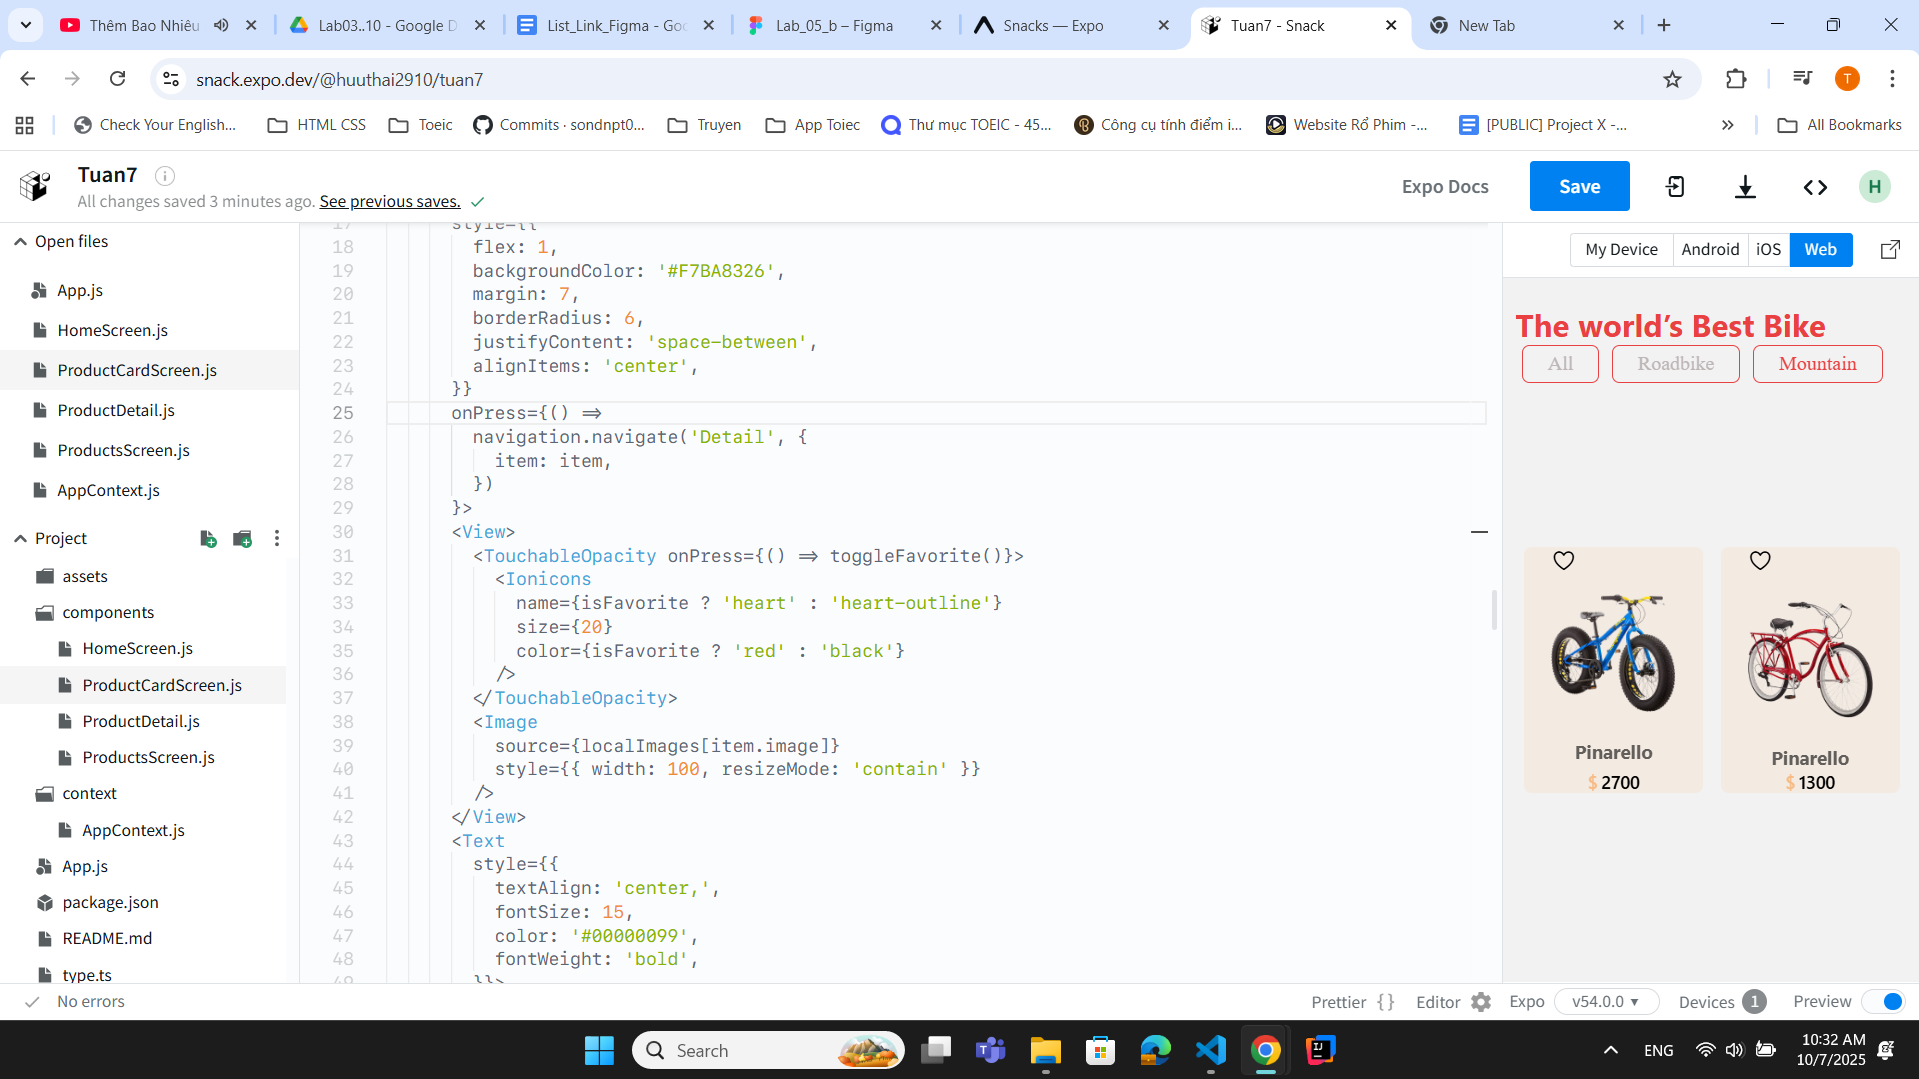 Thêm Bao Nhiêu
Lab03..10 - Google D
List_Link_Figma - Goo
Lab_05_b – Figma
Snacks — Expo
Tuan7 - Snack
New Tab
snack.expo.dev/@huuthai2910/tuan7
T
Check Your English...
HTML CSS
Toeic
Commits · sondnpt0...
Truyen
App Toiec
Thư mục TOEIC - 45...
Công cụ tính điểm i...
Website Rổ Phim -...
[PUBLIC] Project X -...
All Bookmarks
Tuan7
All changes saved 3 minutes ago. See previous saves.
Expo Docs
Save
H
Open files
App.js
HomeScreen.js
ProductCardScreen.js
ProductDetail.js
ProductsScreen.js
AppContext.js
Project
assets
components
HomeScreen.js
ProductCardScreen.js
ProductDetail.js
ProductsScreen.js
context
AppContext.js
App.js
package.json
README.md
type.ts
17 style={{
18 flex: 1,
19 backgroundColor: '#F7BA8326',
20 margin: 7,
21 borderRadius: 6,
22 justifyContent: 'space-between',
23 alignItems: 'center',
24 }}
25 onPress={() =>
26 navigation.navigate('Detail', {
27 item: item,
28 })
29 }>
30 <View>
31 <TouchableOpacity onPress={() => toggleFavorite()}>
32 <Ionicons
33 name={isFavorite ? 'heart' : 'heart-outline'}
34 size={20}
35 color={isFavorite ? 'red' : 'black'}
36 />
37 </TouchableOpacity>
38 <Image
39 source={localImages[item.image]}
40 style={{ width: 100, resizeMode: 'contain' }}
41 />
42 </View>
43 <Text
44 style={{
45 textAlign: 'center,',
46 fontSize: 15,
47 color: '#00000099',
48 fontWeight: 'bold',
49 }}>
My Device
Android
iOS
Web
The world's Best Bike
All
Roadbike
Mountain
Pinarello
$ 2700
Pinarello
$ 1300
No errors
Prettier { }
Editor
Expo
v54.0.0
Devices 1
Preview
Search
ENG
10:32 AM
10/7/2025